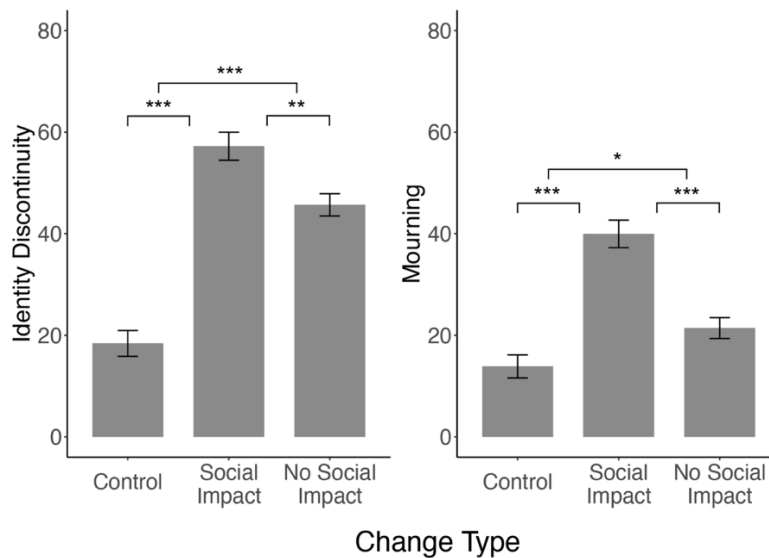 Identity Discontinuity
80
60
40
20
0
***
***
**
Control
Social
Impact
No Social
Impact
Mourning
80
60
40
20
0
*
***
***
Control
Social
Impact
No Social
Impact
Change Type